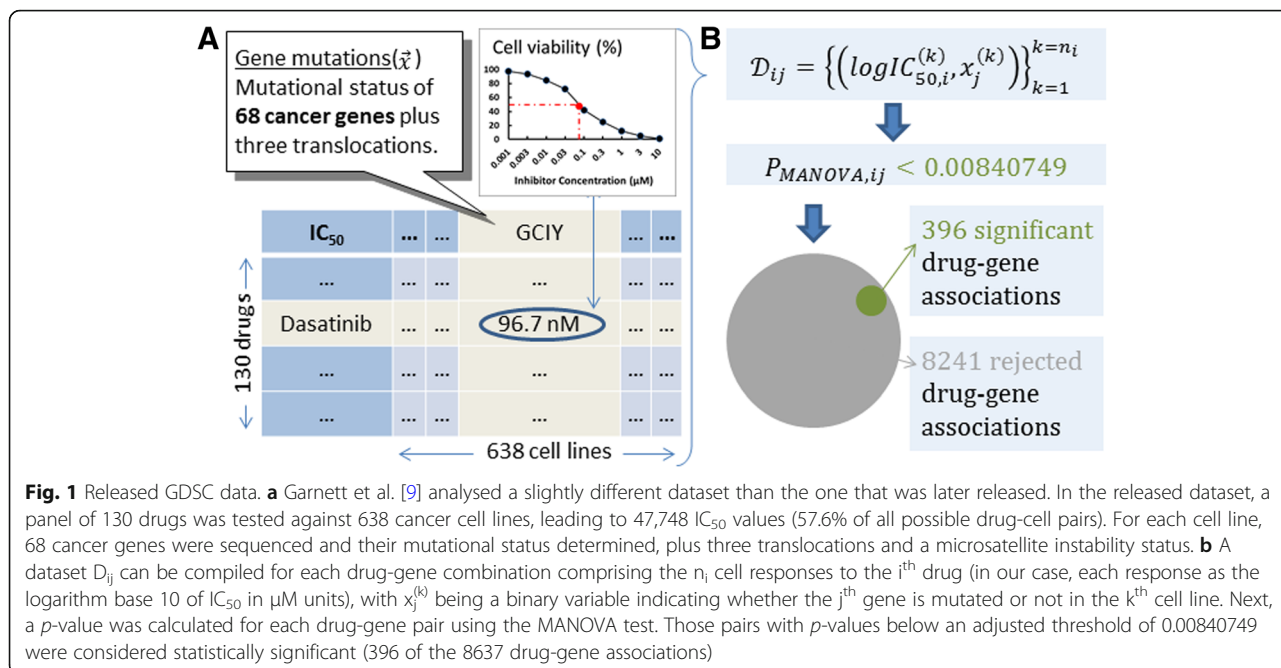 A
Gene mutations(x⃗)
Mutational status of
68 cancer genes plus
three translocations.
Cell viability (%)
100
80
60
40
20
0
0.001
0.003
0.01
0.03
0.1
0.3
1
3
10
Inhibitor Concentration (µM)
IC50 ... ... GCIY ... ...
... ... ... ... ... ...
Dasatinib ... ... 96.7 nM ... ...
... ... ... ... ... ...
... ... ... ... ... ...
130 drugs
638 cell lines
B
𝒟ij = {(logIC50,i(k), xj(k))}k=1k=ni
PMANOVA,ij < 0.00840749
396 significant
drug-gene
associations
8241 rejected
drug-gene
associations
Fig. 1 Released GDSC data. a Garnett et al. [9] analysed a slightly different dataset than the one that was later released. In the released dataset, a
panel of 130 drugs was tested against 638 cancer cell lines, leading to 47,748 IC50 values (57.6% of all possible drug-cell pairs). For each cell line,
68 cancer genes were sequenced and their mutational status determined, plus three translocations and a microsatellite instability status. b A
dataset Dij can be compiled for each drug-gene combination comprising the ni cell responses to the ith drug (in our case, each response as the
logarithm base 10 of IC50 in µM units), with xj(k) being a binary variable indicating whether the jth gene is mutated or not in the kth cell line. Next,
a p-value was calculated for each drug-gene pair using the MANOVA test. Those pairs with p-values below an adjusted threshold of 0.00840749
were considered statistically significant (396 of the 8637 drug-gene associations)